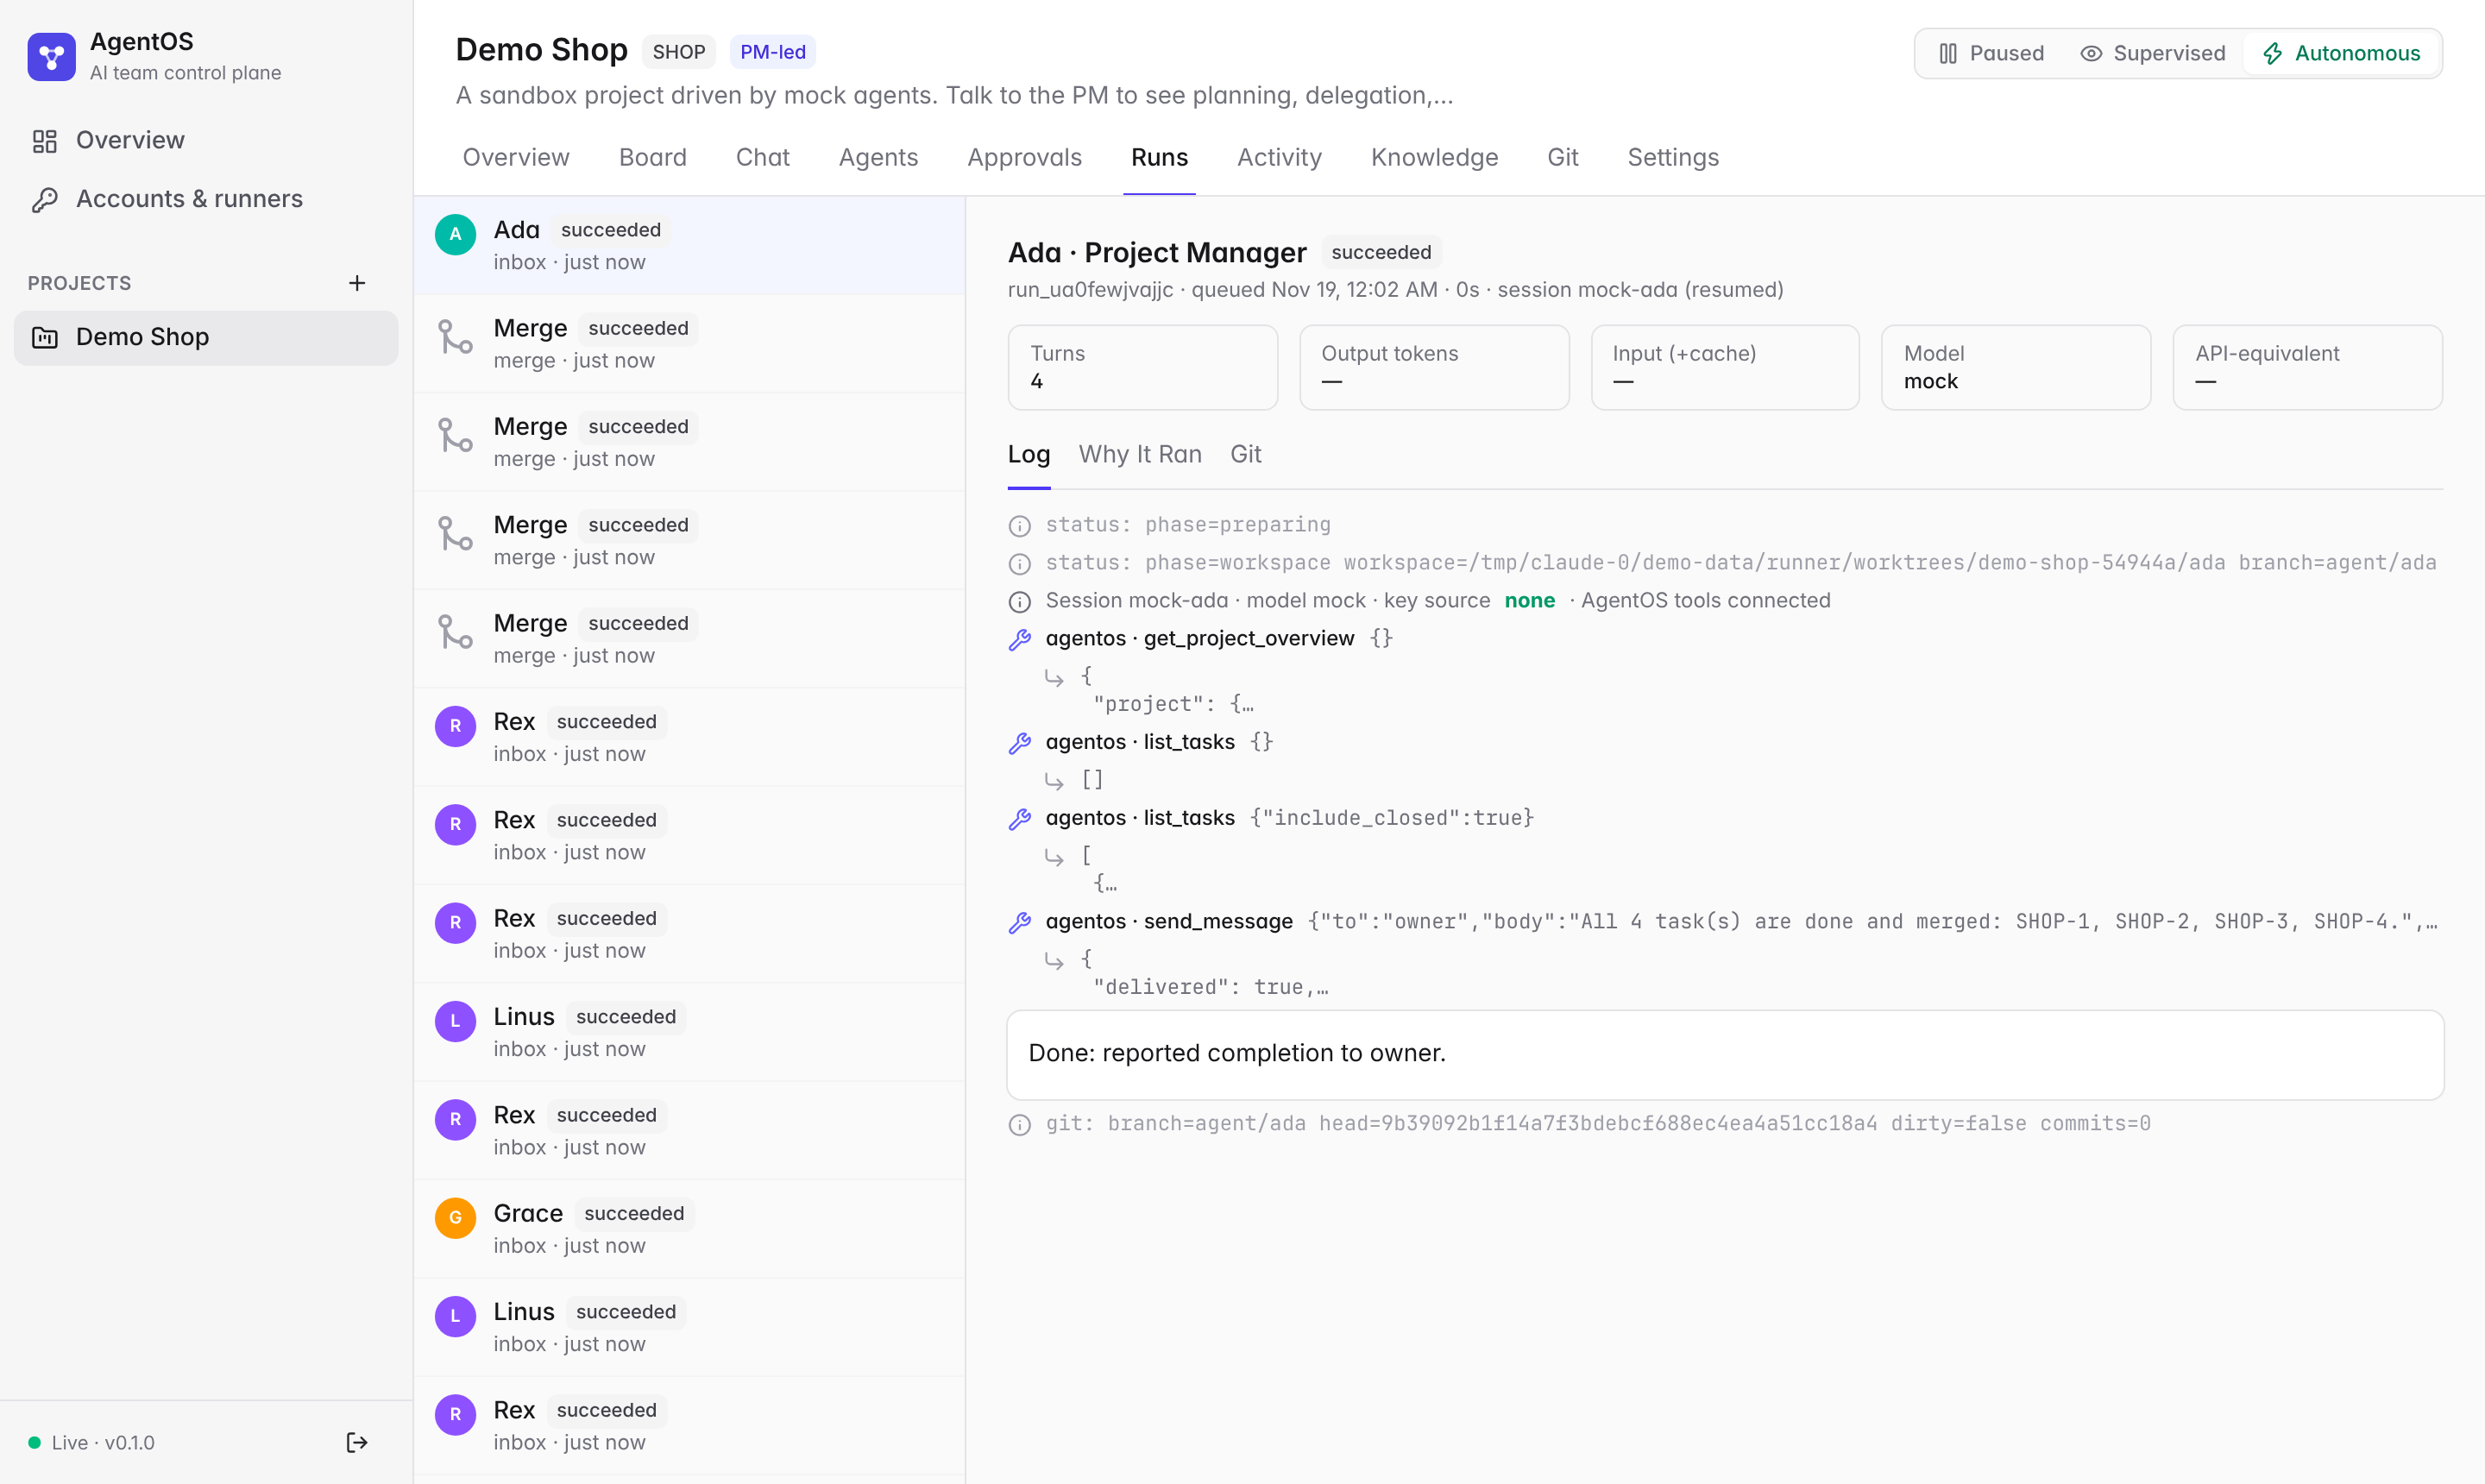 AgentOS
AI team control plane
Overview
Accounts & runners
PROJECTS
Demo Shop
Live · v0.1.0
Demo Shop SHOP PM-led
A sandbox project driven by mock agents. Talk to the PM to see planning, delegation,...
Paused Supervised Autonomous
Overview Board Chat Agents Approvals Runs Activity Knowledge Git Settings
A Ada succeeded
inbox · just now
Merge succeeded
merge · just now
Merge succeeded
merge · just now
Merge succeeded
merge · just now
Merge succeeded
merge · just now
R Rex succeeded
inbox · just now
R Rex succeeded
inbox · just now
R Rex succeeded
inbox · just now
L Linus succeeded
inbox · just now
R Rex succeeded
inbox · just now
G Grace succeeded
inbox · just now
L Linus succeeded
inbox · just now
R Rex succeeded
inbox · just now
Ada · Project Manager succeeded
run_ua0fewjvajjc · queued Nov 19, 12:02 AM · 0s · session mock-ada (resumed)
Turns
4
Output tokens
—
Input (+cache)
—
Model
mock
API-equivalent
—
Log Why It Ran Git
status: phase=preparing
status: phase=workspace workspace=/tmp/claude-0/demo-data/runner/worktrees/demo-shop-54944a/ada branch=agent/ada
Session mock-ada · model mock · key source none · AgentOS tools connected
agentos · get_project_overview {}
{
"project": {…
agentos · list_tasks {}
[]
agentos · list_tasks {"include_closed":true}
[
{…
agentos · send_message {"to":"owner","body":"All 4 task(s) are done and merged: SHOP-1, SHOP-2, SHOP-3, SHOP-4.",…
{
"delivered": true,…
Done: reported completion to owner.
git: branch=agent/ada head=9b39092b1f14a7f3bdebcf688ec4ea4a51cc18a4 dirty=false commits=0